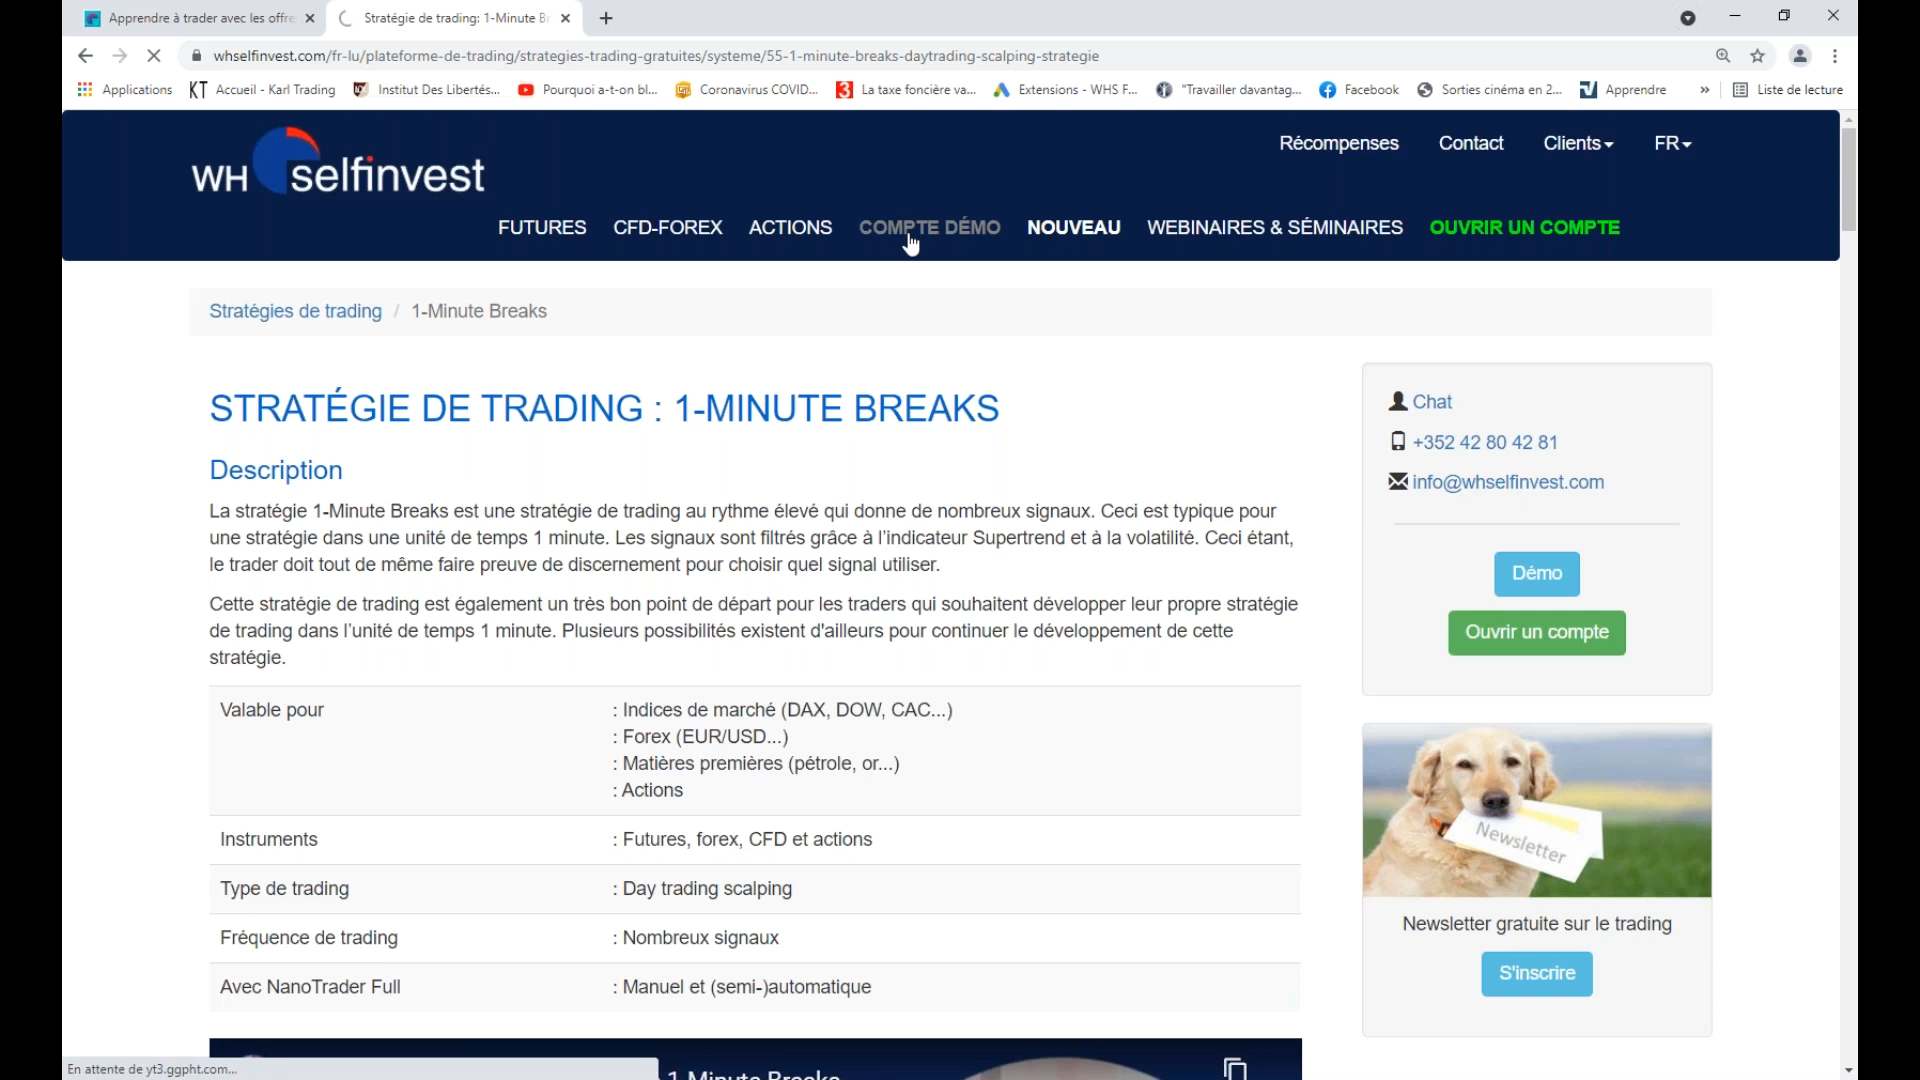 Apprendre à trader avec les offre
Stratégie de trading: 1-Minute Br
whselfinvest.com/fr-lu/plateforme-de-trading/strategies-trading-gratuites/systeme/55-1-minute-breaks-daytrading-scalping-strategie
Applications KT Accueil - Karl Trading Institut Des Libertés... Pourquoi a-t-on bl... Coronavirus COVID... La taxe foncière va... Extensions - WHS F... "Travailler davantag... Facebook Sorties cinéma en 2... Apprendre » Liste de lecture
Récompenses Contact Clients FR
WH selfinvest
FUTURES CFD-FOREX ACTIONS COMPTE DÉMO NOUVEAU WEBINAIRES & SÉMINAIRES OUVRIR UN COMPTE
Stratégies de trading / 1-Minute Breaks
STRATÉGIE DE TRADING : 1-MINUTE BREAKS
Description
La stratégie 1-Minute Breaks est une stratégie de trading au rythme élevé qui donne de nombreux signaux. Ceci est typique pour
une stratégie dans une unité de temps 1 minute. Les signaux sont filtrés grâce à l'indicateur Supertrend et à la volatilité. Ceci étant,
le trader doit tout de même faire preuve de discernement pour choisir quel signal utiliser.
Cette stratégie de trading est également un très bon point de départ pour les traders qui souhaitent développer leur propre stratégie
de trading dans l'unité de temps 1 minute. Plusieurs possibilités existent d'ailleurs pour continuer le développement de cette
stratégie.
Valable pour : Indices de marché (DAX, DOW, CAC...)
: Forex (EUR/USD...)
: Matières premières (pétrole, or...)
: Actions
Instruments : Futures, forex, CFD et actions
Type de trading : Day trading scalping
Fréquence de trading : Nombreux signaux
Avec NanoTrader Full : Manuel et (semi-)automatique
1 Minute Breaks
Chat
+352 42 80 42 81
info@whselfinvest.com
Démo
Ouvrir un compte
Newsletter
Newsletter gratuite sur le trading
S'inscrire
En attente de yt3.ggpht.com...